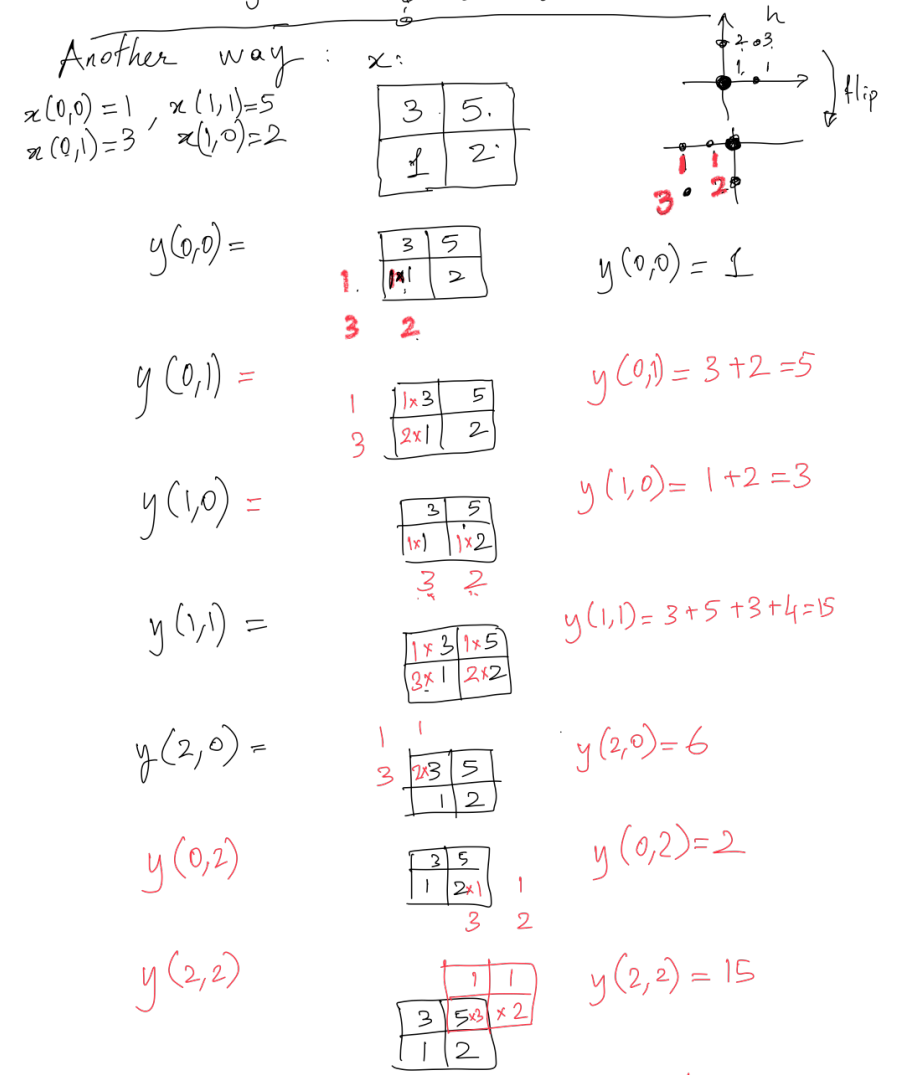 Another way : x:
h
2 3
1 1
flip
x(0,0) = 1 , x(1,1)=5
x(0,1) = 3 x(1,0)=2
3 5.
1 2
1 1
3 2
y(0,0) =
3 5
1x1 2
1
3 2
y(0,0) = 1
y(0,1) =
1 1x3 5
3 2x1 2
y(0,1) = 3+2=5
y(1,0) =
3 5
1x1 1x2
3 2
y(1,0) = 1+2=3
y(1,1) =
1x3 1x5
3x1 2x2
y(1,1) = 3+5+3+4=15
y(2,0) =
1 1
3 2x3 5
1 2
y(2,0)=6
y(0,2)
3 5
1 2x1 1
3 2
y(0,2)=2
y(2,2)
1 1
3 5x3 x2
1 2
y(2,2) = 15